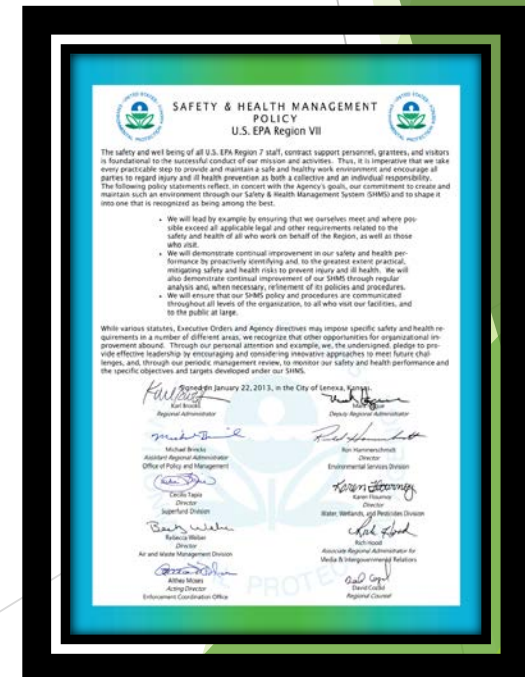 SAFETY & HEALTH MANAGEMENT
POLICY
U.S. EPA Region VII
The safety and well being of all U.S. EPA Region 7 staff, contract support personnel, grantees, and visitors
is foundational to the successful conduct of our mission and activities. Thus, it is imperative that we take
every practicable step to provide and maintain a safe and healthy work environment and encourage all
parties to regard injury and ill health prevention as both a collective and an individual responsibility.
The following policy statements reflect, in concert with the Agency's goals, our commitment to create and
maintain such an environment through our Safety & Health Management System (SHMS) and to shape it
into one that is recognized as being among the best.
• We will lead by example by ensuring that we ourselves meet and where pos-
sible exceed all applicable legal and other requirements related to the
safety and health of all who work on behalf of the Region, as well as those
who visit.
• We will demonstrate continual improvement in our safety and health per-
formance by proactively identifying and, to the greatest extent practical,
mitigating safety and health risks to prevent injury and ill health. We will
also demonstrate continual improvement of our SHMS through regular
analysis and, when necessary, refinement of its policies and procedures.
• We will ensure that our SHMS policy and procedures are communicated
throughout all levels of the organization, to all who visit our facilities, and
to the public at large.
While various statutes, Executive Orders and Agency directives may impose specific safety and health re-
quirements in a number of different areas, we recognize that other opportunities for organizational im-
provement abound. Through our personal attention and example, we, the undersigned, pledge to pro-
vide effective leadership by encouraging and considering innovative approaches to meet future chal-
lenges, and, through our periodic management review, to monitor our safety and health performance and
the specific objectives and targets developed under our SHMS.
Signed on January 22, 2013, in the City of Lenexa, Kansas.
Karl Brooks
Regional Administrator
Deputy Regional Administrator
Michael Brincks
Assistant Regional Administrator
Office of Policy and Management
Ron Hammerschmidt
Director
Environmental Services Division
Cecilia Tapia
Director
Superfund Division
Karen Flournoy
Director
Water, Wetlands, and Pesticides Division
Rebecca Weber
Director
Air and Waste Management Division
Rich Hood
Associate Regional Administrator for
Media & Intergovernmental Relations
Althea Moses
Acting Director
Enforcement Coordination Office
David Cozad
Regional Counsel